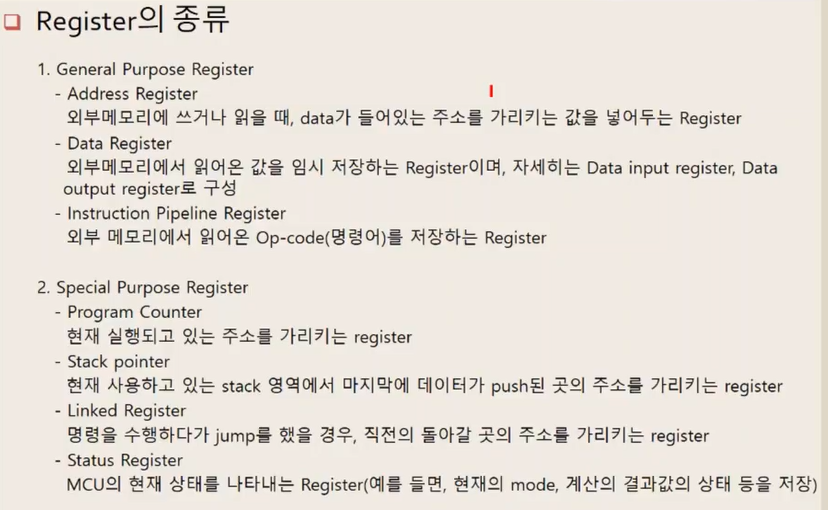 Register의 종류
1. General Purpose Register
- Address Register
외부메모리에 쓰거나 읽을 때, data가 들어있는 주소를 가리키는 값을 넣어두는 Register
- Data Register
외부메모리에서 읽어온 값을 임시 저장하는 Register이며, 자세히는 Data input register, Data
output register로 구성
- Instruction Pipeline Register
외부 메모리에서 읽어온 Op-code(명령어)를 저장하는 Register
2. Special Purpose Register
- Program Counter
현재 실행되고 있는 주소를 가리키는 register
- Stack pointer
현재 사용하고 있는 stack 영역에서 마지막에 데이터가 push된 곳의 주소를 가리키는 register
- Linked Register
명령을 수행하다가 jump를 했을 경우, 직전의 돌아갈 곳의 주소를 가리키는 register
- Status Register
MCU의 현재 상태를 나타내는 Register(예를 들면, 현재의 mode, 계산의 결과값의 상태 등을 저장)